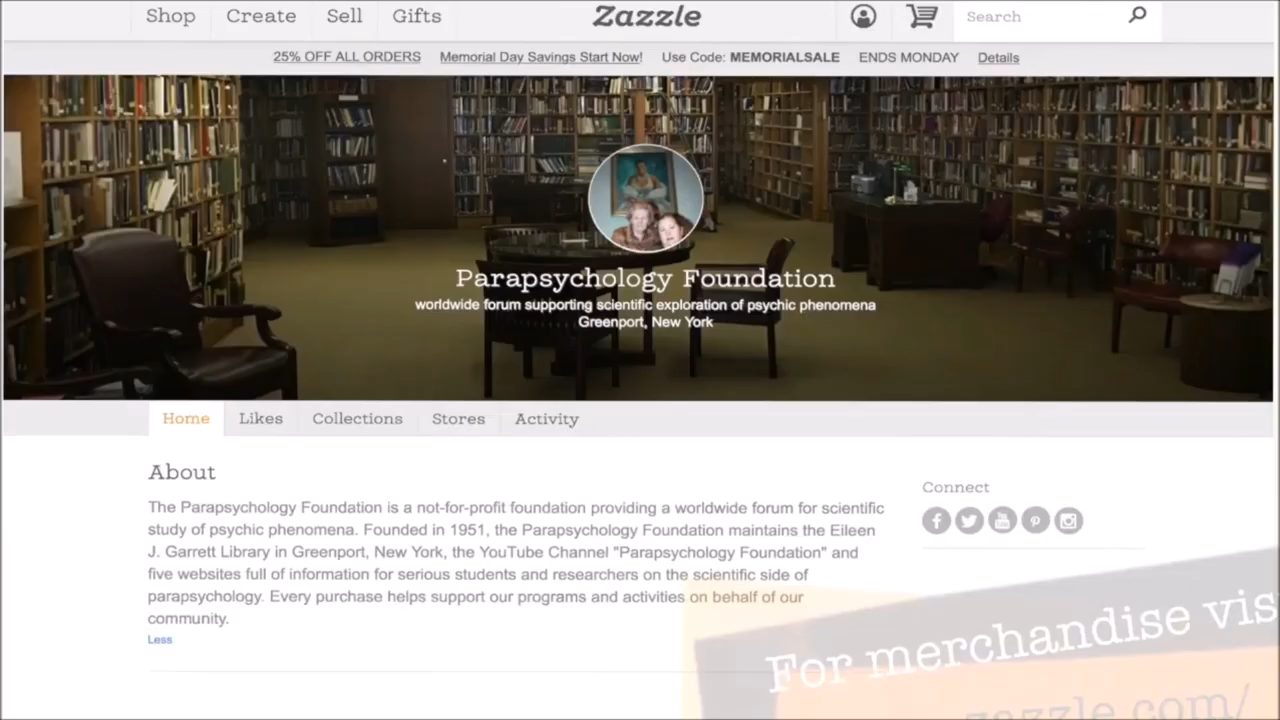 Shop Create Sell Gifts Zazzle Search
25% OFF ALL ORDERS Memorial Day Savings Start Now! Use Code: MEMORIALSALE ENDS MONDAY Details
Parapsychology Foundation
worldwide forum supporting scientific exploration of psychic phenomena
Greenport, New York
Home Likes Collections Stores Activity
About
The Parapsychology Foundation is a not-for-profit foundation providing a worldwide forum for scientific
study of psychic phenomena. Founded in 1951, the Parapsychology Foundation maintains the Eileen
J. Garrett Library in Greenport, New York, the YouTube Channel "Parapsychology Foundation" and
five websites full of information for serious students and researchers on the scientific side of
parapsychology. Every purchase helps support our programs and activities on behalf of our
community.
Less
Connect
For merchandise vis
zazzle.com/